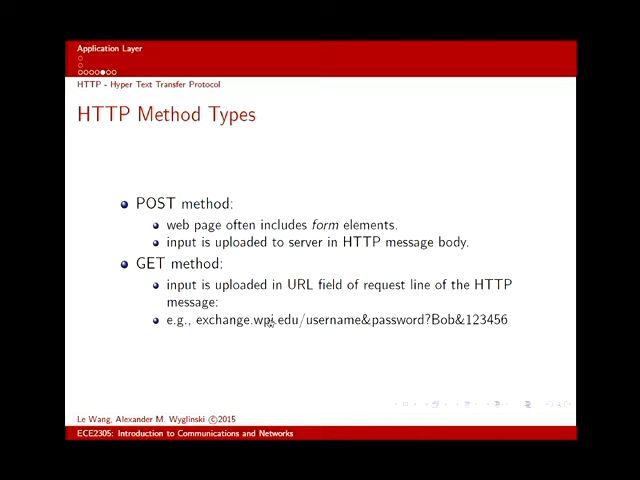 Application Layer
HTTP - Hyper Text Transfer Protocol
HTTP Method Types
POST method:
web page often includes form elements.
input is uploaded to server in HTTP message body.
GET method:
input is uploaded in URL field of request line of the HTTP
message:
e.g., exchange.wpi.edu/username&password?Bob&123456
Le Wang, Alexander M. Wyglinski ©2015
ECE2305: Introduction to Communications and Networks